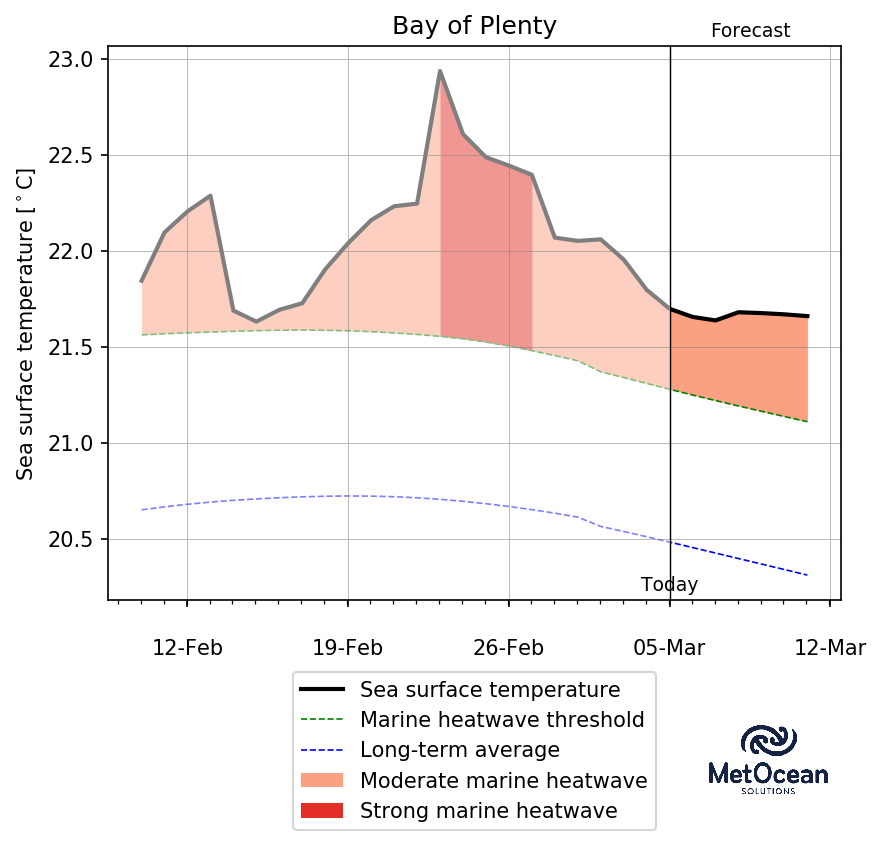 Bay of Plenty
Forecast
Sea surface temperature [°C]
23.0
22.5
22.0
21.5
21.0
20.5
Today
12-Feb 19-Feb 26-Feb 05-Mar 12-Mar
Sea surface temperature
Marine heatwave threshold
Long-term average
Moderate marine heatwave
Strong marine heatwave
MetOcean
SOLUTIONS